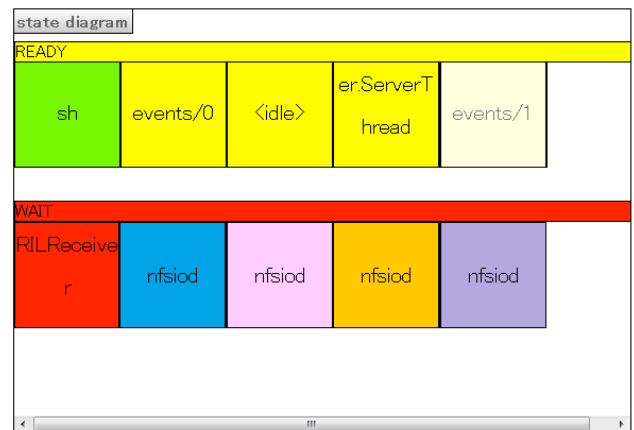 state diagram
READY
sh
events/0
<idle>
er.ServerT
hread
events/1
WAIT
RILReceive
r
nfsiod
nfsiod
nfsiod
nfsiod